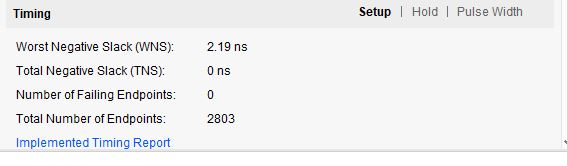 Timing Setup | Hold | Pulse Width
Worst Negative Slack (WNS): 2.19 ns
Total Negative Slack (TNS): 0 ns
Number of Failing Endpoints: 0
Total Number of Endpoints: 2803
Implemented Timing Report